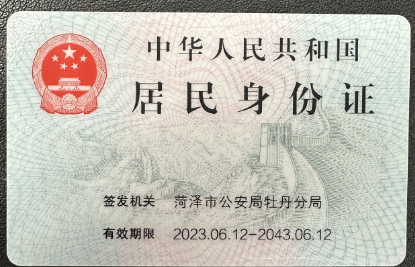 中华人民共和国
居民身份证
签发机关 菏泽市公安局牡丹分局
有效期限 2023.06.12-2043.06.12